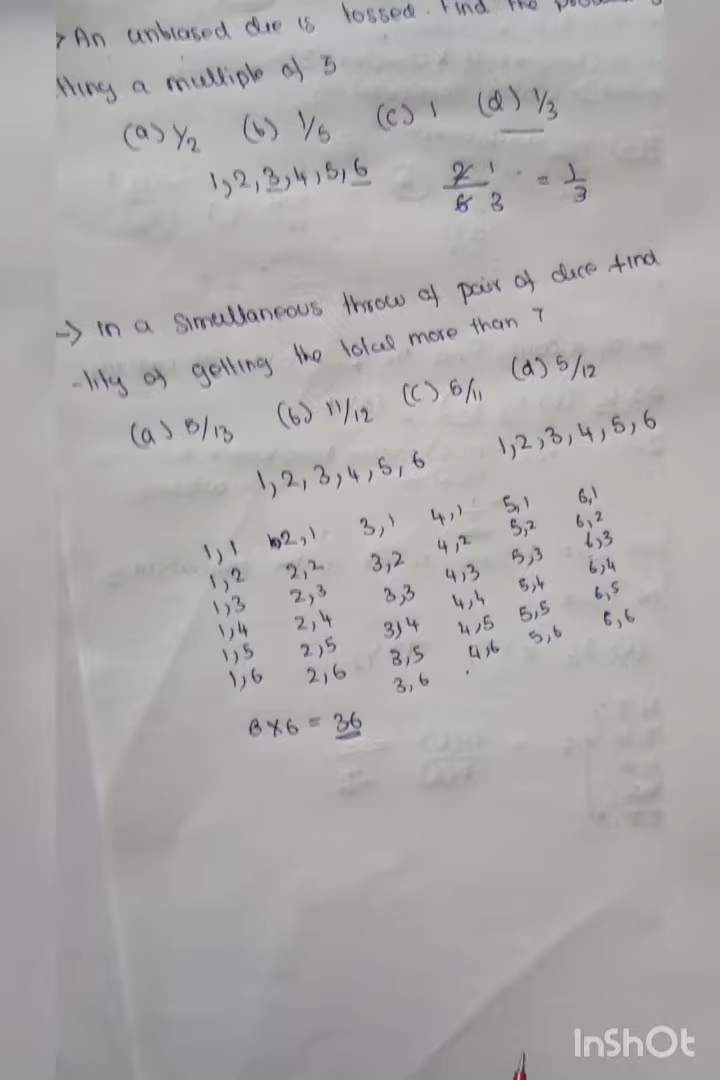 → An unbiased die is tossed. Find the
tting a multiple of 3
(a) 1/2 (b) 1/6 (c) 1 (d) 1/3
1, 2, 3, 4, 5, 6 2 1 / 6 3 = 1/3
→ In a simultaneous throw of pair of dice find
-lity of getting the total more than 7
(a) 5/13 (b) 11/12 (c) 5/11 (d) 5/12
1, 2, 3, 4, 5, 6 1, 2, 3, 4, 5, 6
1,1 2,1 3,1 4,1 5,1 6,1
1,2 2,2 3,2 4,2 5,2 6,2
1,3 2,3 3,3 4,3 5,3 6,3
1,4 2,4 3,4 4,4 5,4 6,4
1,5 2,5 3,5 4,5 5,5 6,5
1,6 2,6 3,6 4,6 5,6 6,6
6×6 = 36
InShOt